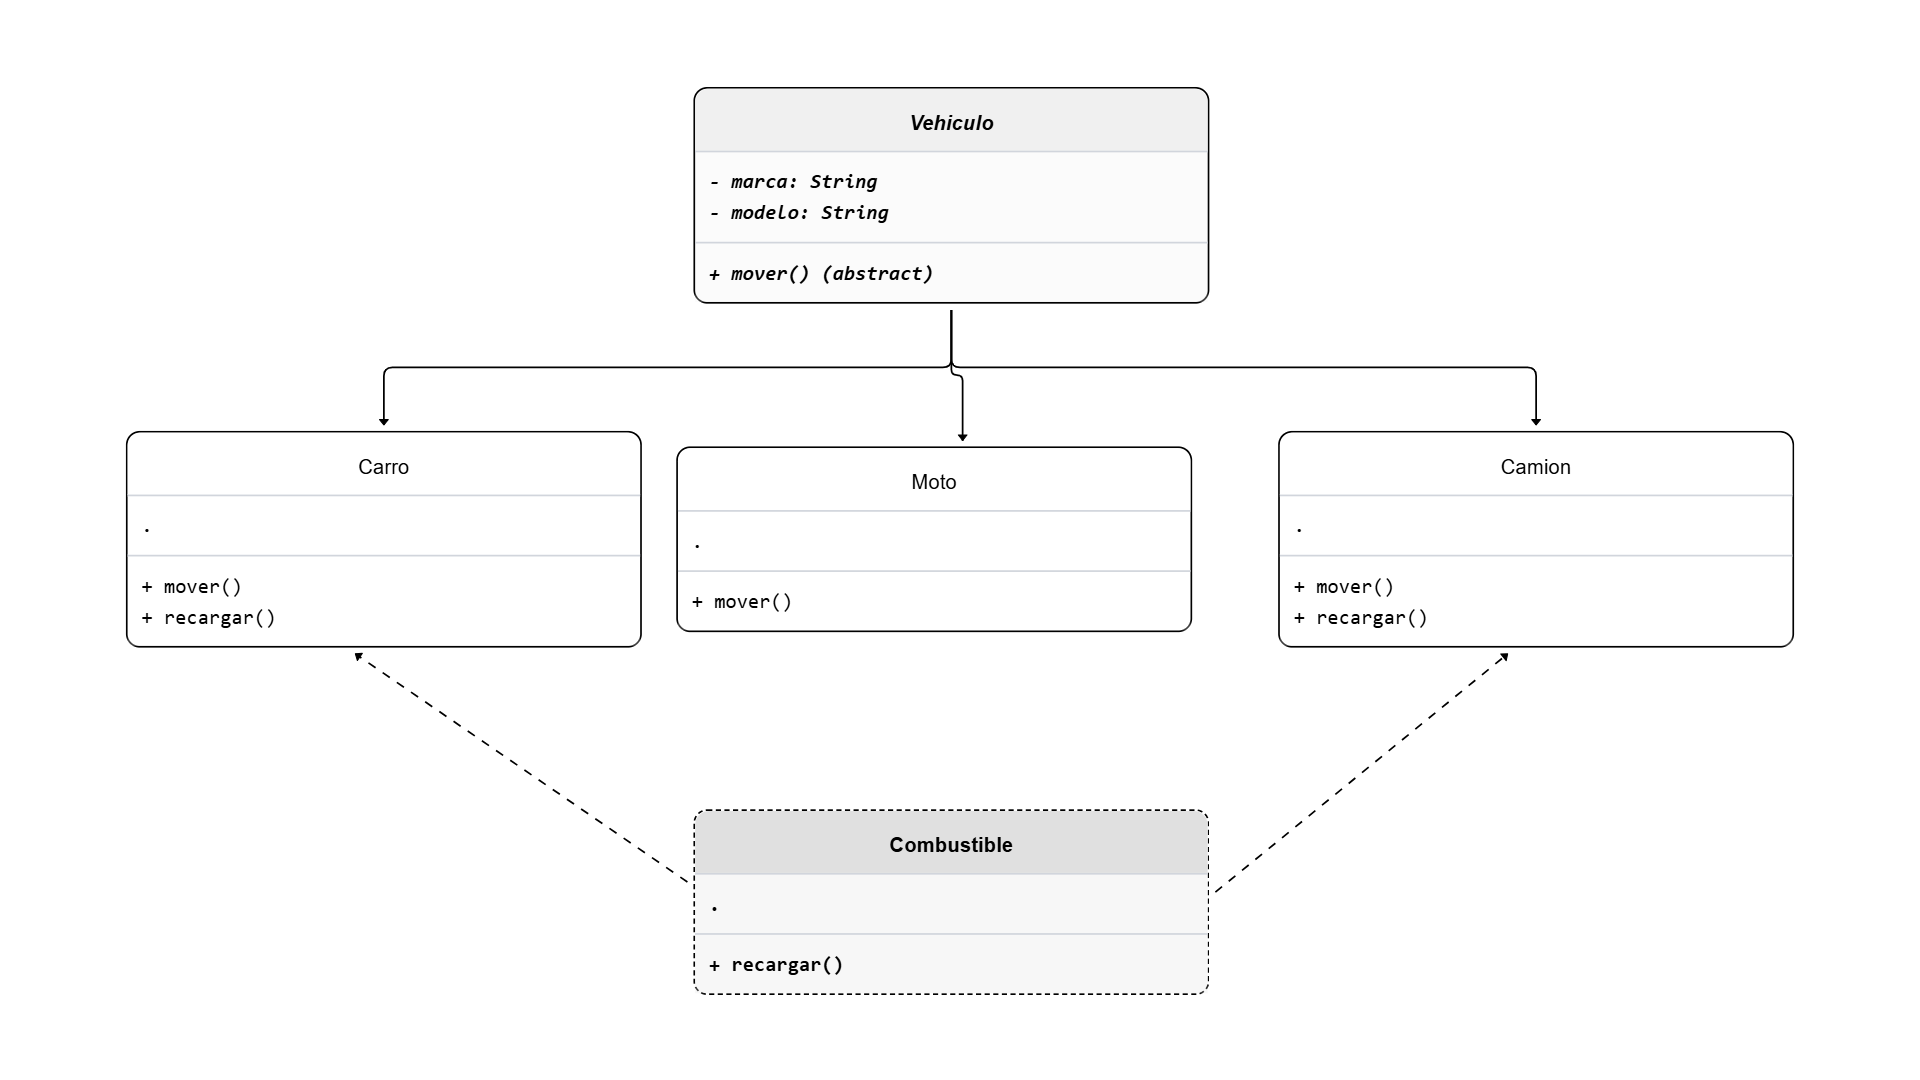 Vehiculo
- marca: String
- modelo: String
+ mover() (abstract)
Carro
.
+ mover()
+ recargar()
Moto
.
+ mover()
Camion
.
+ mover()
+ recargar()
Combustible
.
+ recargar()